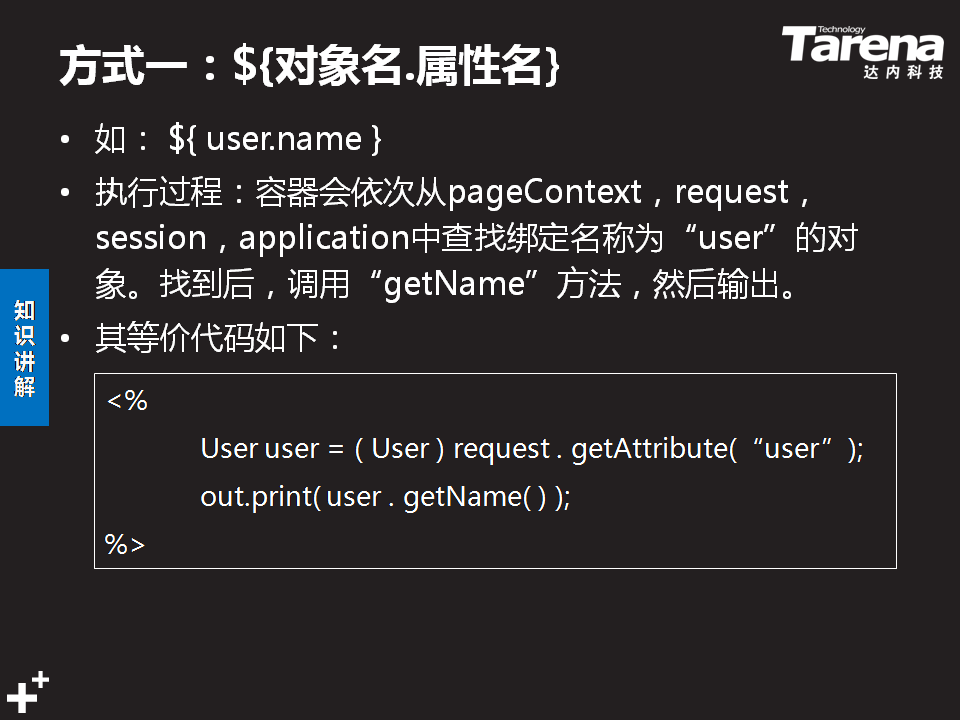 Technology
Tarena
达内科技
方式一：${对象名.属性名}
• 如： ${ user.name }
• 执行过程：容器会依次从pageContext，request，
session，application中查找绑定名称为“user”的对
象。找到后，调用“getName”方法，然后输出。
• 其等价代码如下：
知识讲解
<%
User user = ( User ) request . getAttribute(“user”);
out.print( user . getName( ) );
%>